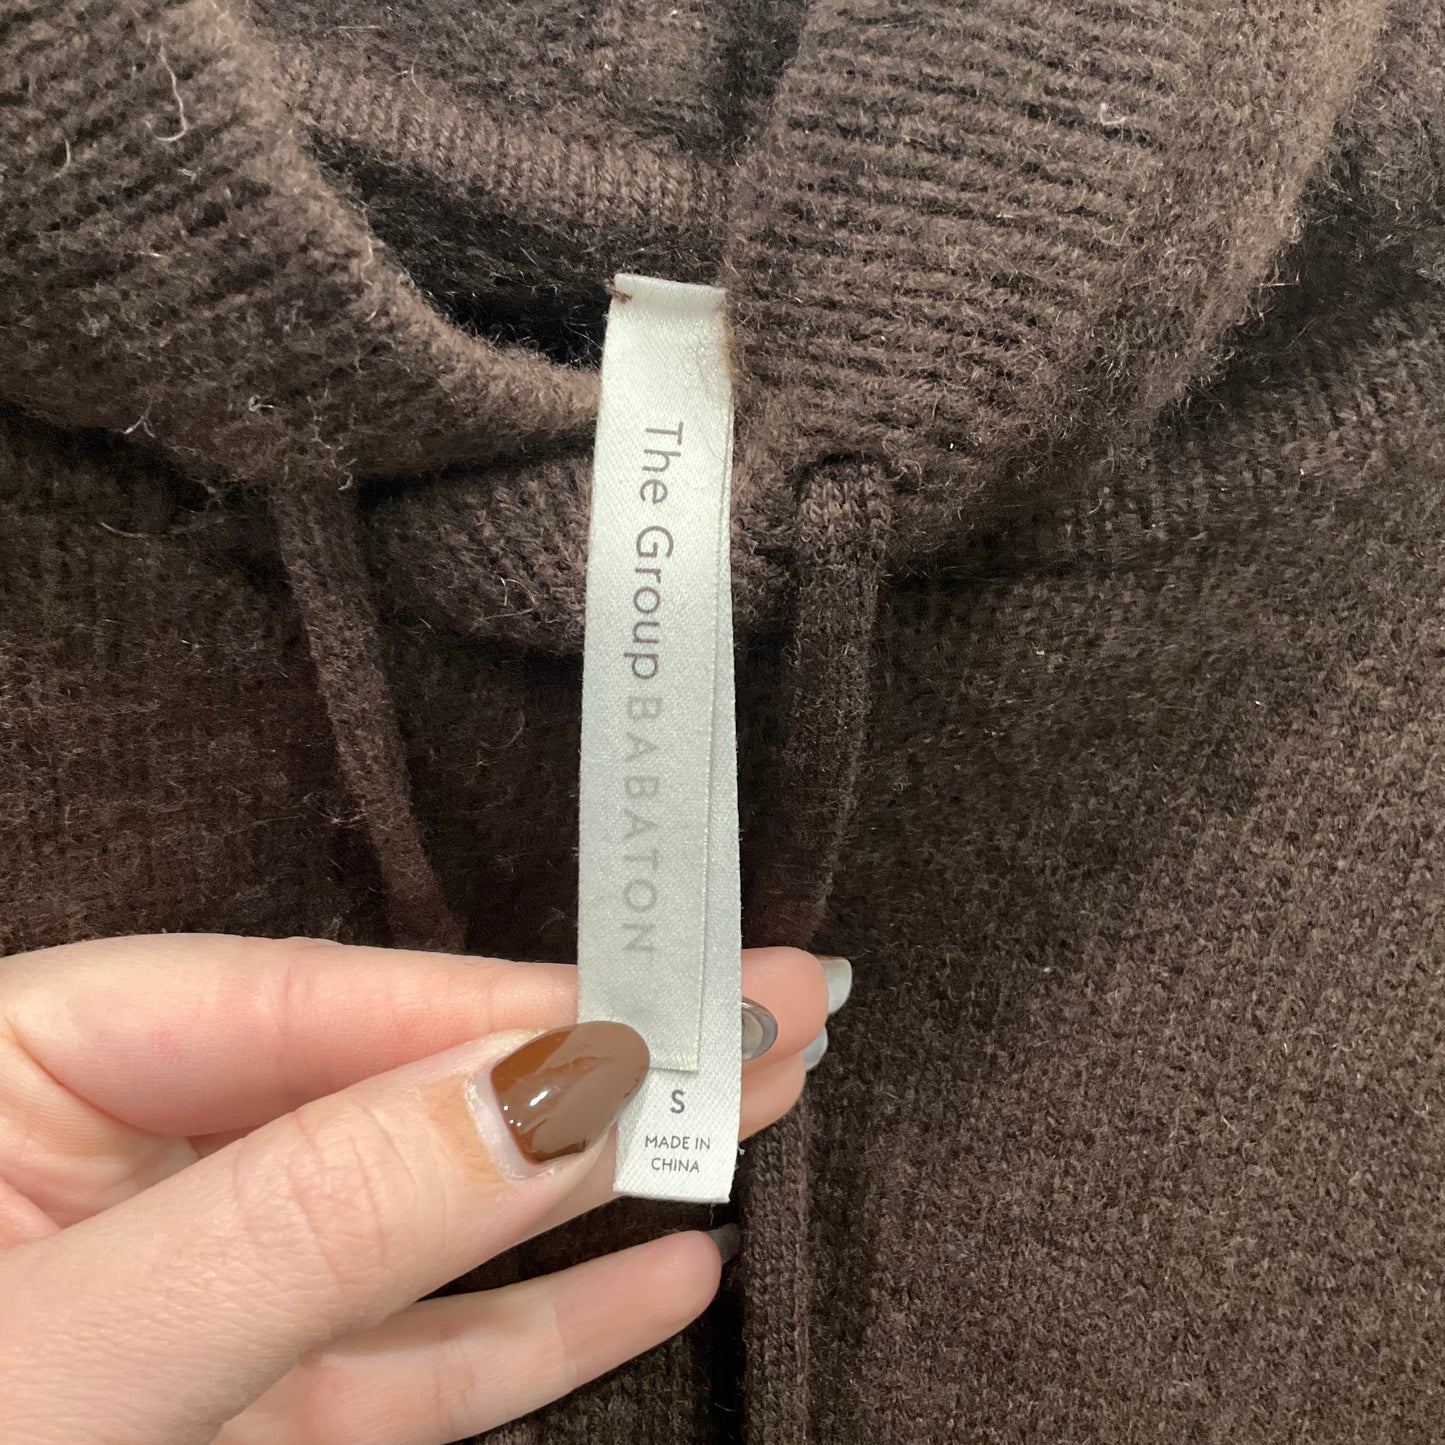 The Group BABATON
S
MADE IN
CHINA